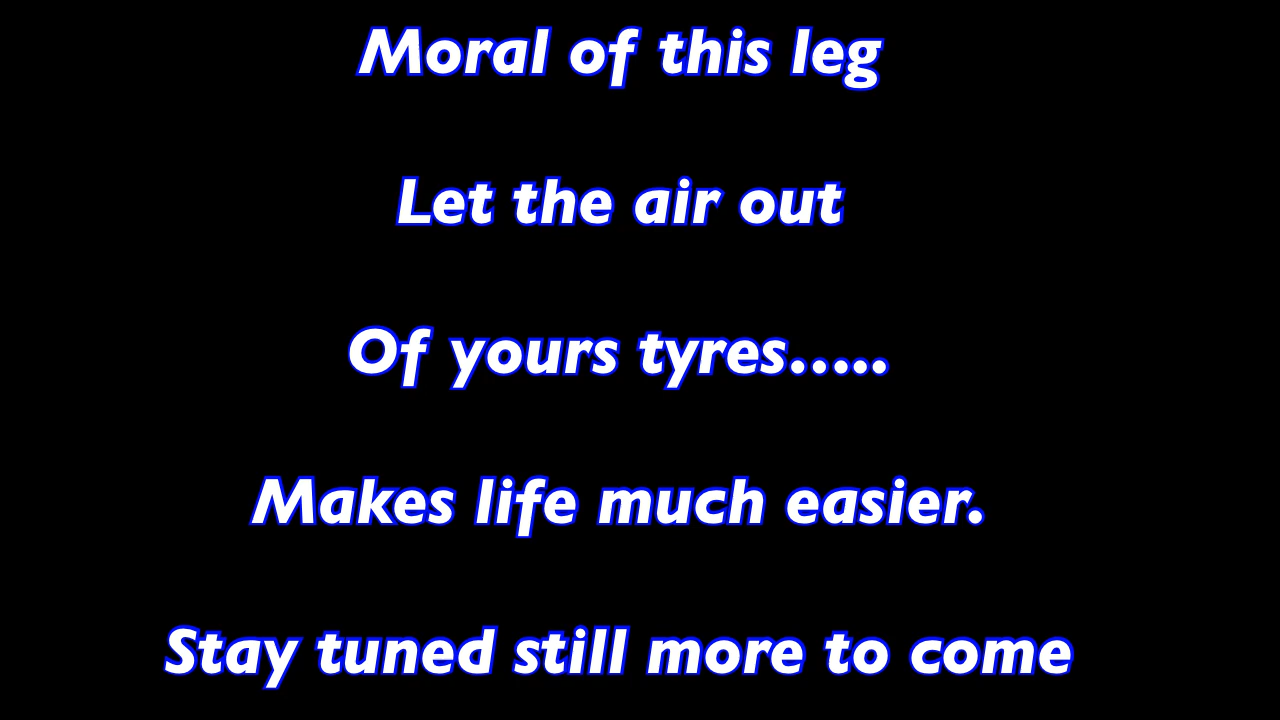 Moral of this leg
Let the air out
Of yours tyres.....
Makes life much easier.
Stay tuned still more to come